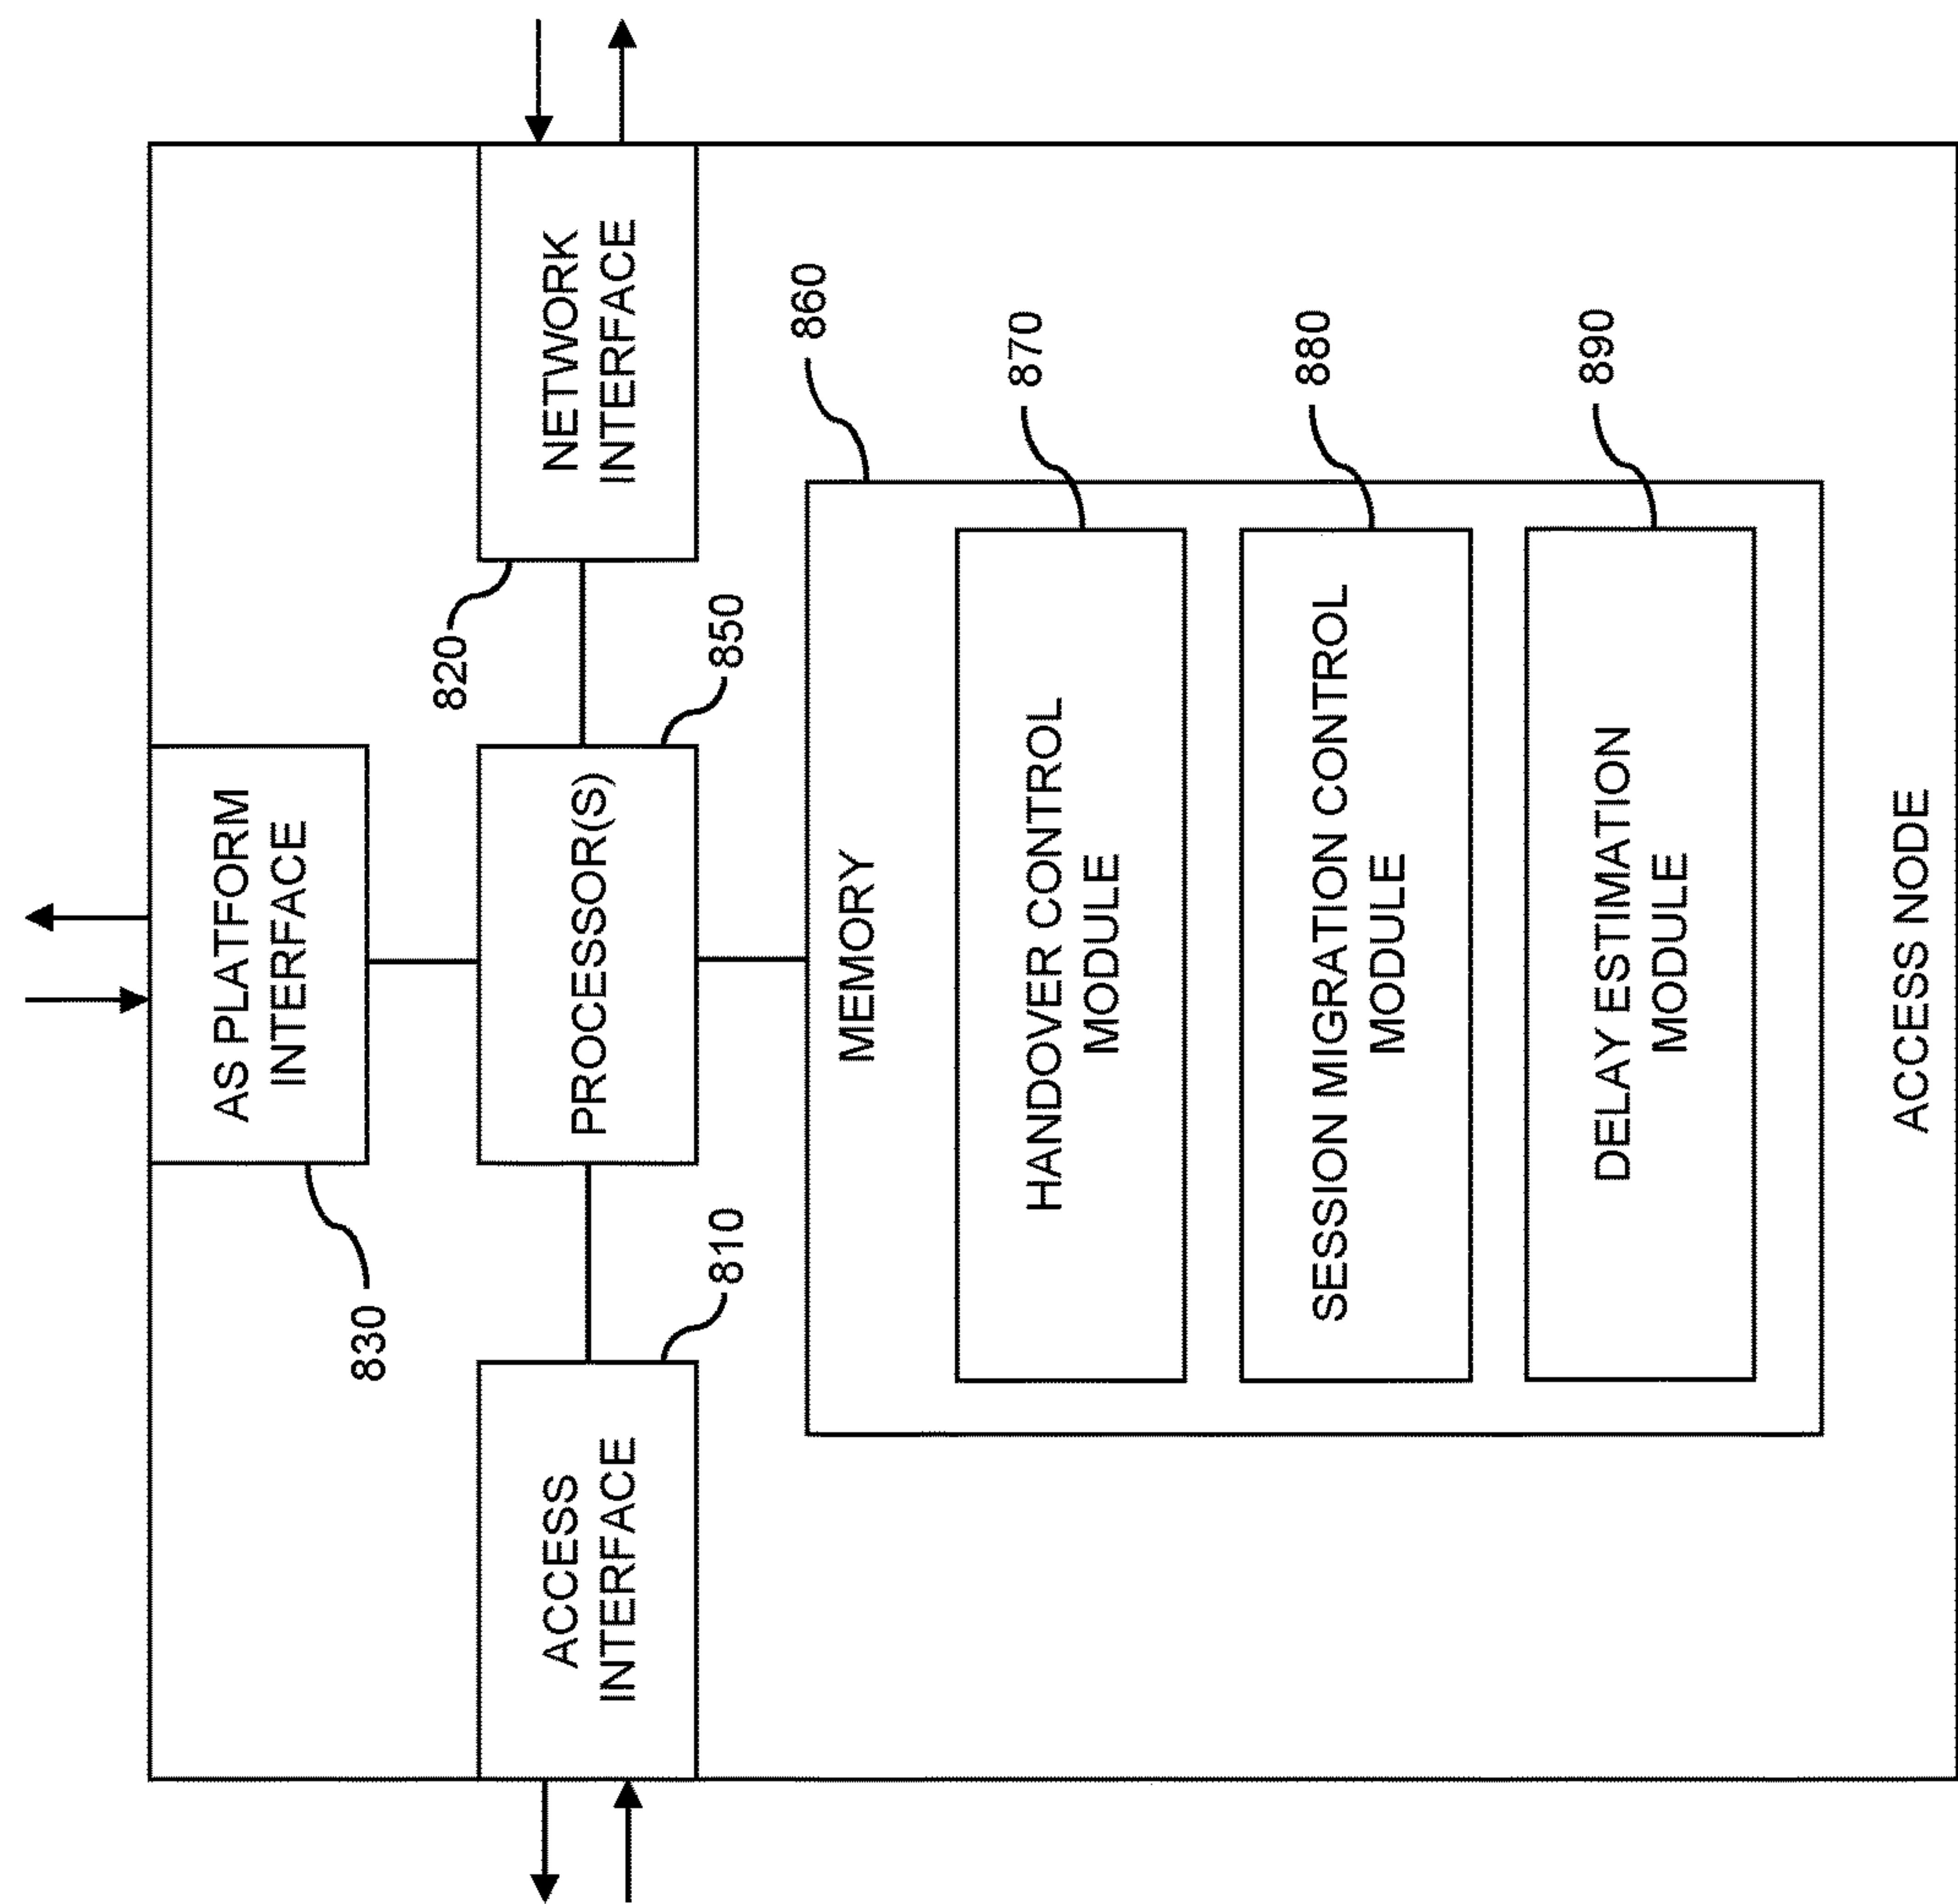 AS PLATFORM
INTERFACE
830
ACCESS
INTERFACE
810
PROCESSOR(S)
850
NETWORK
INTERFACE
820
MEMORY
860
HANDOVER CONTROL
MODULE
870
SESSION MIGRATION CONTROL
MODULE
880
DELAY ESTIMATION
MODULE
890
ACCESS NODE